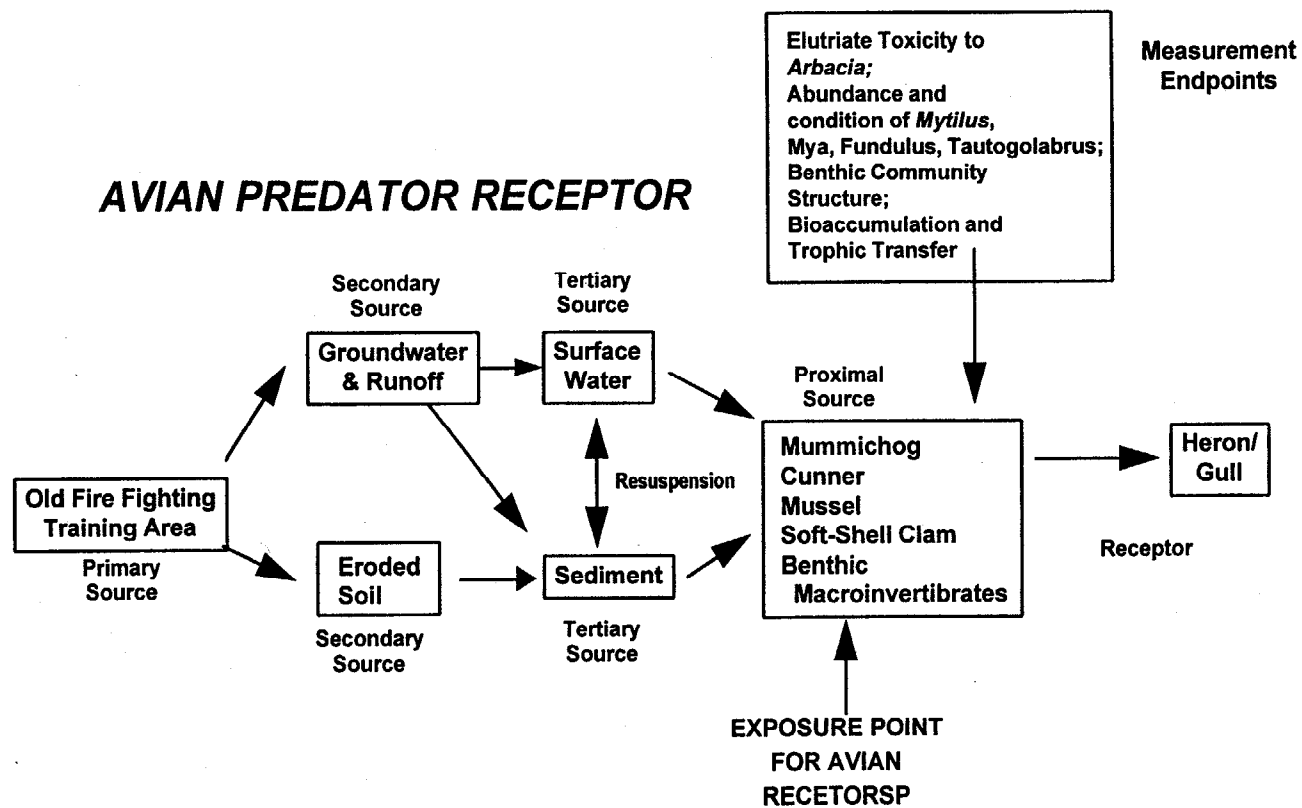 Elutriate Toxicity to
Arbacia;
Abundance and
condition of Mytilus,
Mya, Fundulus, Tautogolabrus;
Benthic Community
Structure;
Bioaccumulation and
Trophic Transfer
Measurement
Endpoints
AVIAN PREDATOR RECEPTOR
Secondary
Source
Groundwater
& Runoff
Tertiary
Source
Surface
Water
Resuspension
Old Fire Fighting
Training Area
Primary
Source
Eroded
Soil
Secondary
Source
Sediment
Tertiary
Source
Proximal
Source
Mummichog
Cunner
Mussel
Soft-Shell Clam
Benthic
Macroinvertibrates
Heron/
Gull
Receptor
EXPOSURE POINT
FOR AVIAN
RECETORSP